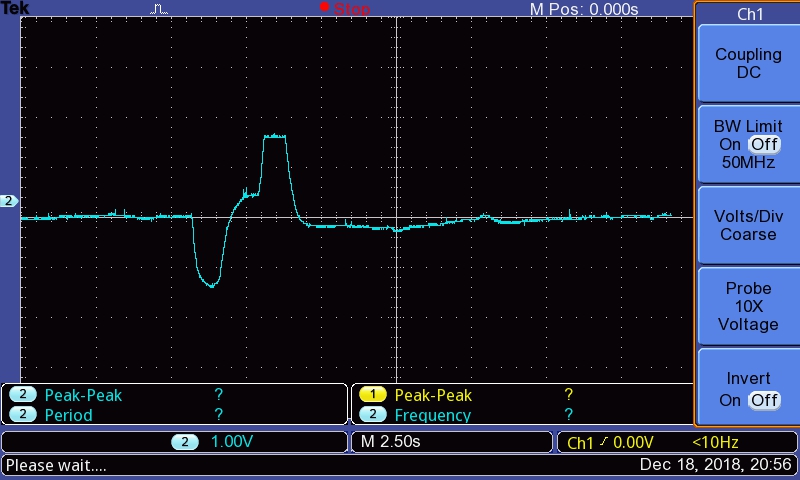 Tek Stop M Pos: 0.000s
Ch1
Coupling
DC
BW Limit
On Off
50MHz
Volts/Div
Coarse
Probe
10X
Voltage
Invert
On Off
2
2 Peak-Peak ?
2 Period ?
1 Peak-Peak ?
2 Frequency ?
2 1.00V
M 2.50s
Ch1 / 0.00V <10Hz
Please wait....
Dec 18, 2018, 20:56